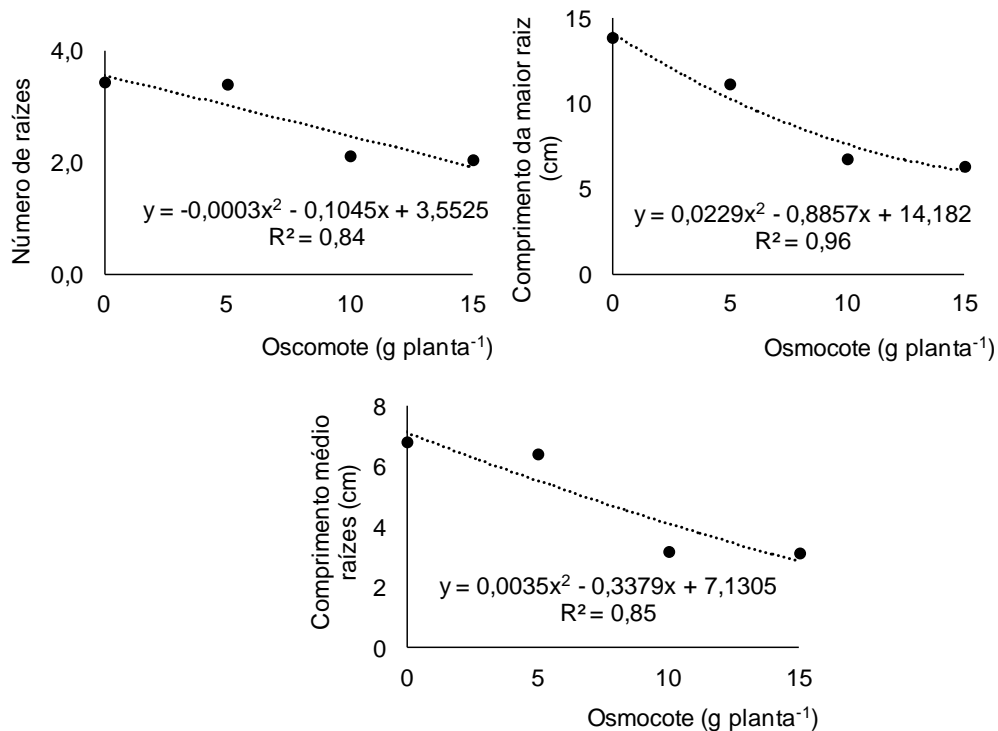 Número de raízes
4,0
2,0
0,0
y = -0,0003x² - 0,1045x + 3,5525
R² = 0,84
0 5 10 15
Oscomote (g planta⁻¹)
Comprimento da maior raiz
(cm)
15
10
5
0
y = 0,0229x² - 0,8857x + 14,182
R² = 0,96
0 5 10 15
Osmocote (g planta⁻¹)
Comprimento médio
raízes (cm)
8
6
4
2
0
y = 0,0035x² - 0,3379x + 7,1305
R² = 0,85
0 5 10 15
Osmocote (g planta⁻¹)